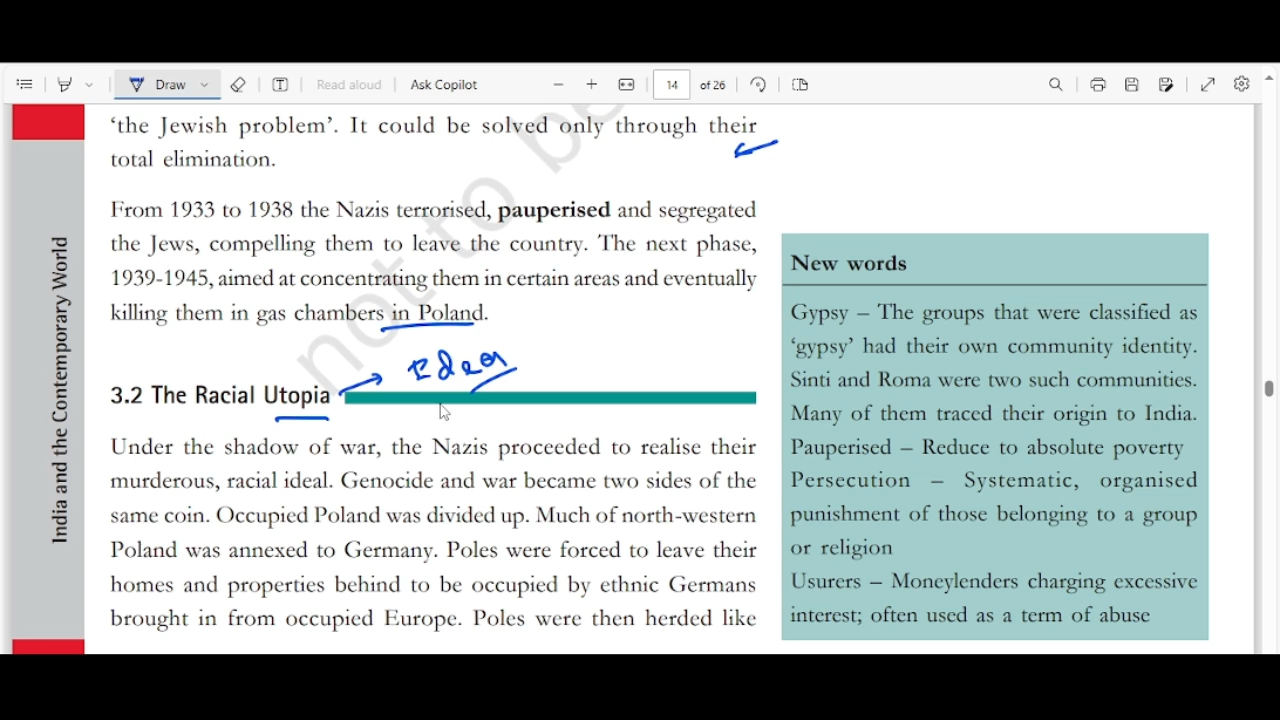 Draw
Read aloud
Ask Copilot
14
of 26
'the Jewish problem'. It could be solved only through their
total elimination.
From 1933 to 1938 the Nazis terrorised, pauperised and segregated
the Jews, compelling them to leave the country. The next phase,
1939-1945, aimed at concentrating them in certain areas and eventually
killing them in gas chambers in Poland.
3.2 The Racial Utopia
Under the shadow of war, the Nazis proceeded to realise their
murderous, racial ideal. Genocide and war became two sides of the
same coin. Occupied Poland was divided up. Much of north-western
Poland was annexed to Germany. Poles were forced to leave their
homes and properties behind to be occupied by ethnic Germans
brought in from occupied Europe. Poles were then herded like
New words
Gypsy – The groups that were classified as
'gypsy' had their own community identity.
Sinti and Roma were two such communities.
Many of them traced their origin to India.
Pauperised – Reduce to absolute poverty
Persecution – Systematic, organised
punishment of those belonging to a group
or religion
Usurers – Moneylenders charging excessive
interest; often used as a term of abuse
India and the Contemporary World
not to be